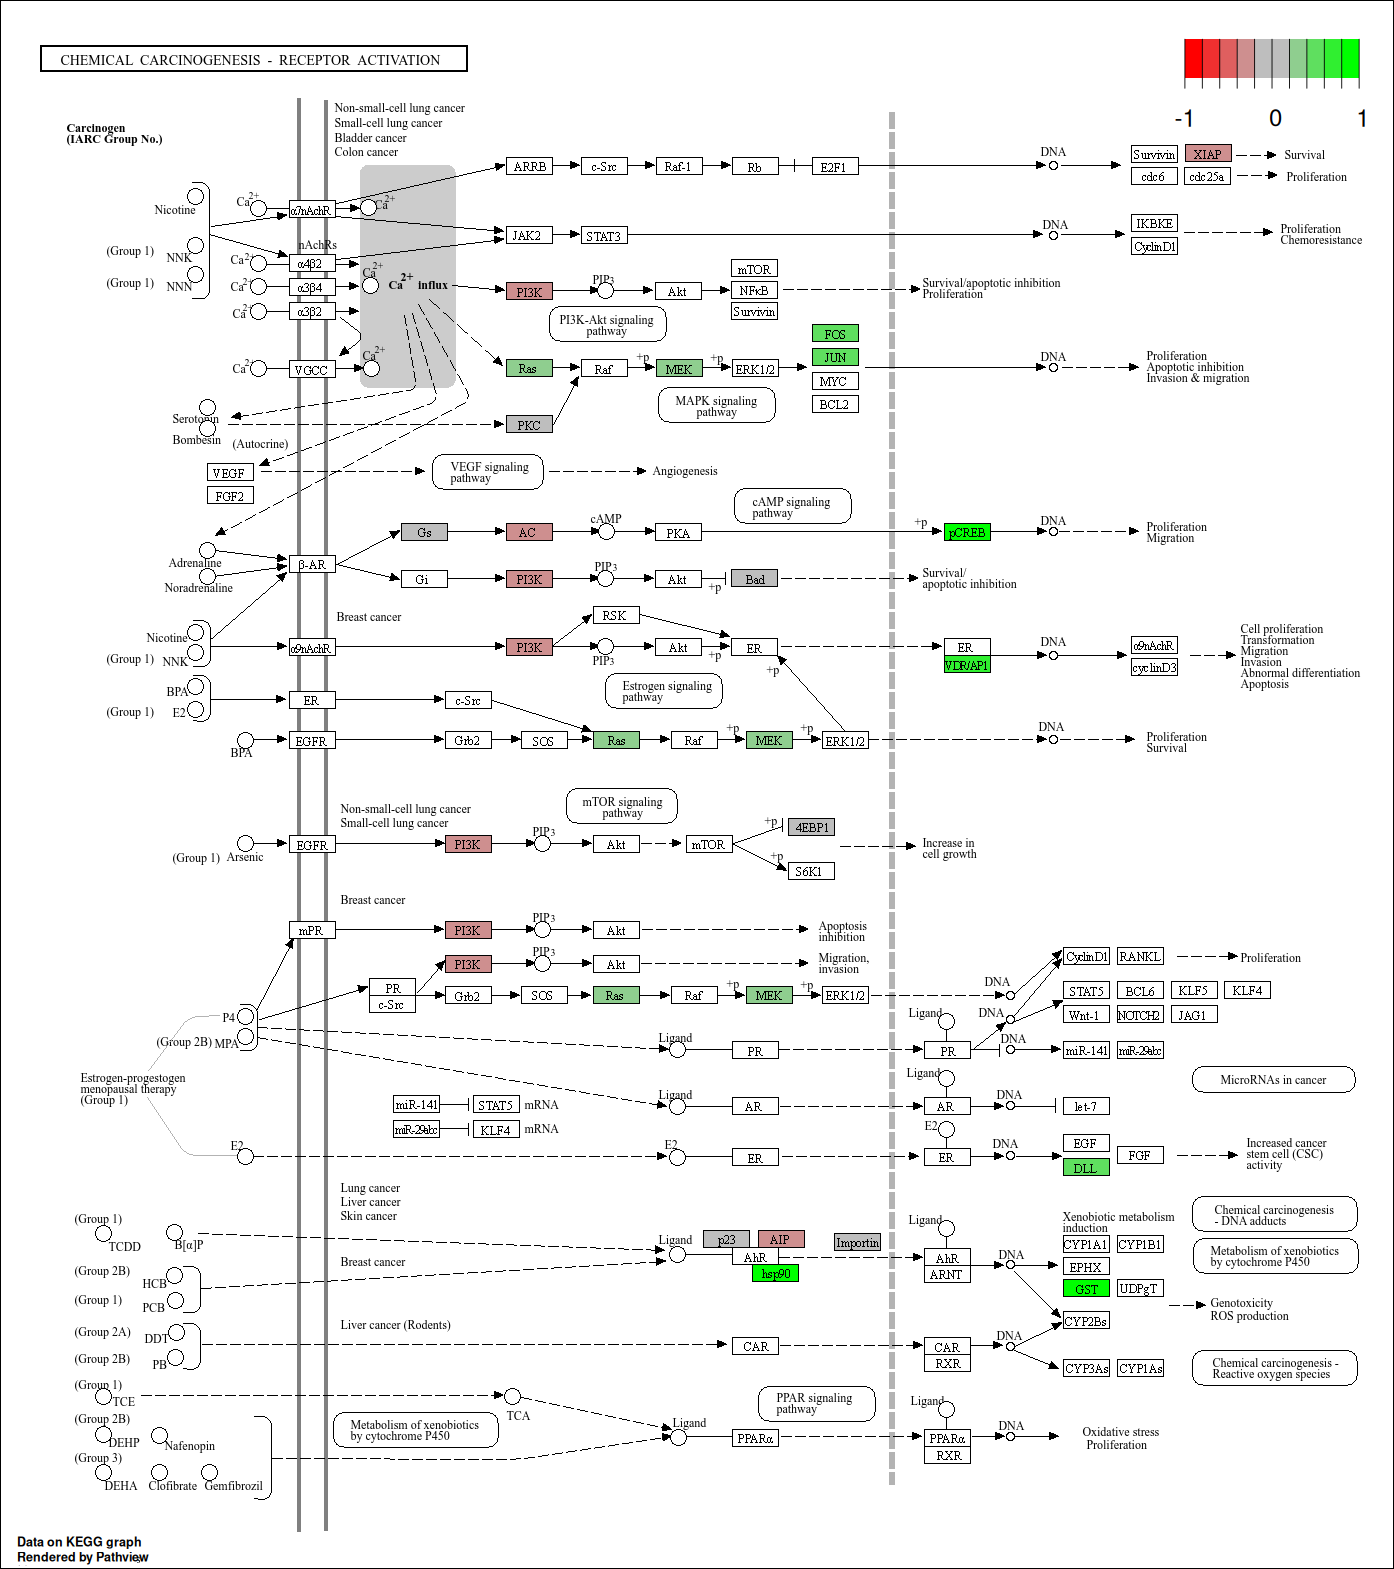 CHEMICAL CARCINOGENESIS - RECEPTOR ACTIVATION
-1 0 1
Carcinogen
(IARC Group No.)
Non-small-cell lung cancer
Small-cell lung cancer
Bladder cancer
Colon cancer
ARRB c-Src Raf-1 Rb E2F1 DNA Survivin XIAP Survival
cdc6 cdc25a Proliferation
Nicotine Ca2+ α7nAchR Ca2+
JAK2 STAT3 DNA IKBKE Proliferation
CyclinD1 Chemoresistance
(Group 1) NNK nAchRs
Ca2+ α4β2 Ca2+
(Group 1) NNN Ca2+ α3β4 Ca2+ influx
Ca2+ α3β2
PI3K PIP3 Akt mTOR
NFκB
Survivin
Survival/apoptotic inhibition
Proliferation
PI3K-Akt signaling
pathway
Ca2+ VGCC Ca2+
Ras Raf +p MEK +p ERK1/2 FOS
JUN
MYC
BCL2
DNA Proliferation
Apoptotic inhibition
Invasion & migration
MAPK signaling
pathway
Serotonin
Bombesin (Autocrine) PKC
VEGF VEGF signaling
pathway Angiogenesis
FGF2
cAMP signaling
pathway
Gs AC cAMP PKA +p pCREB DNA Proliferation
Migration
Adrenaline β-AR
Noradrenaline
Gi PI3K PIP3 Akt +p Bad Survival/
apoptotic inhibition
Breast cancer
RSK
Nicotine
(Group 1) NNK α9nAchR PI3K PIP3 Akt +p ER ER
VDR/AP1
DNA α9nAchR
cyclinD3
Cell proliferation
Transformation
Migration
Invasion
Abnormal differentiation
Apoptosis
BPA
(Group 1) E2 ER c-Src
Estrogen signaling
pathway
+p
BPA EGFR Grb2 SOS Ras Raf +p MEK +p ERK1/2 DNA Proliferation
Survival
Non-small-cell lung cancer
Small-cell lung cancer
mTOR signaling
pathway
(Group 1) Arsenic EGFR PI3K PIP3 Akt mTOR +p 4EBP1
+p S6K1
Increase in
cell growth
Breast cancer
mPR PI3K PIP3 Akt Apoptosis
inhibition
PI3K PIP3 Akt Migration,
invasion
PR
c-Src
Grb2 SOS Ras Raf +p MEK +p ERK1/2 DNA
CyclinD1 RANKL Proliferation
STAT5 BCL6 KLF5 KLF4
Wnt-1 NOTCH2 JAG1
P4
(Group 2B) MPA
Ligand PR Ligand PR DNA DNA miR-141 miR-29abc
Estrogen-progestogen
menopausal therapy
(Group 1)
MicroRNAs in cancer
miR-141 STAT5 mRNA
miR-29abc KLF4 mRNA
Ligand AR Ligand AR DNA let-7
E2 E2 ER E2 ER DNA EGF
DLL
FGF
Increased cancer
stem cell (CSC)
activity
Lung cancer
Liver cancer
Skin cancer
(Group 1)
TCDD B[α]P
Ligand p23 AIP
AhR
hsp90
Importin
Ligand AhR
ARNT
DNA
Xenobiotic metabolism
induction
CYP1A1 CYP1B1
EPHX
GST UDPgT
CYP2Bs
Chemical carcinogenesis
- DNA adducts
Metabolism of xenobiotics
by cytochrome P450
Genotoxicity
ROS production
(Group 2B) HCB
(Group 1) PCB
Breast cancer
(Group 2A) DDT
(Group 2B) PB
Liver cancer (Rodents)
CAR CAR
RXR
DNA CYP3As CYP1As
Chemical carcinogenesis -
Reactive oxygen species
(Group 1)
TCE TCA
(Group 2B)
DEHP Nafenopin
(Group 3)
DEHA Clofibrate Gemfibrozil
Metabolism of xenobiotics
by cytochrome P450
PPAR signaling
pathway
Ligand PPARα Ligand PPARα
RXR
DNA Oxidative stress
Proliferation
Data on KEGG graph
Rendered by Pathview